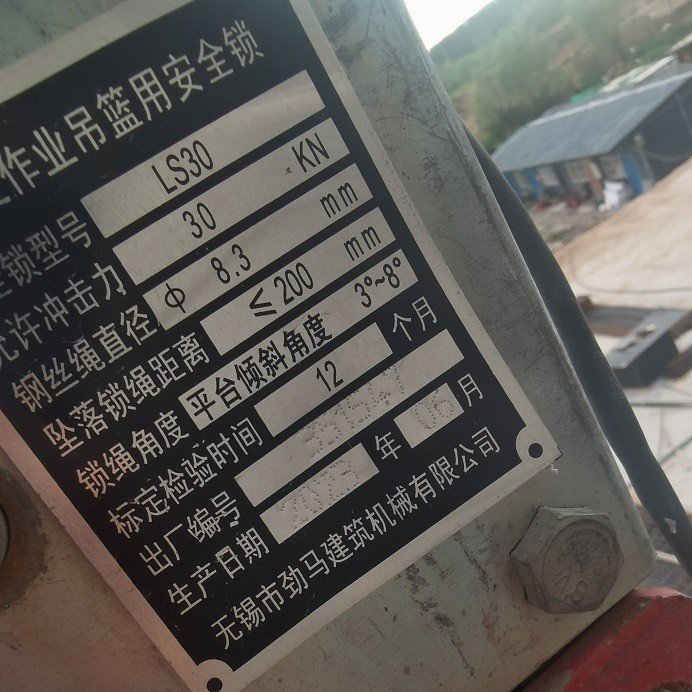 作业吊篮用安全锁
锁型号 LS30
允许冲击力 30 KN
钢丝绳直径 φ 8.3 mm
坠落锁绳距离 ≤200 mm
锁绳角度 平台倾斜角度 3°~8°
标定检验时间 12 个月
出厂编号
生产日期 2023 年 06 月
无锡市劲马建筑机械有限公司